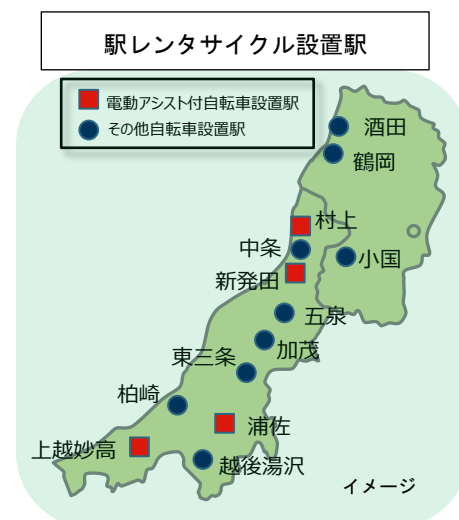 駅レンタサイクル設置駅
電動アシスト付自転車設置駅
その他自転車設置駅
酒田
鶴岡
村上
中条
小国
新発田
五泉
加茂
東三条
柏崎
浦佐
上越妙高
越後湯沢
イメージ